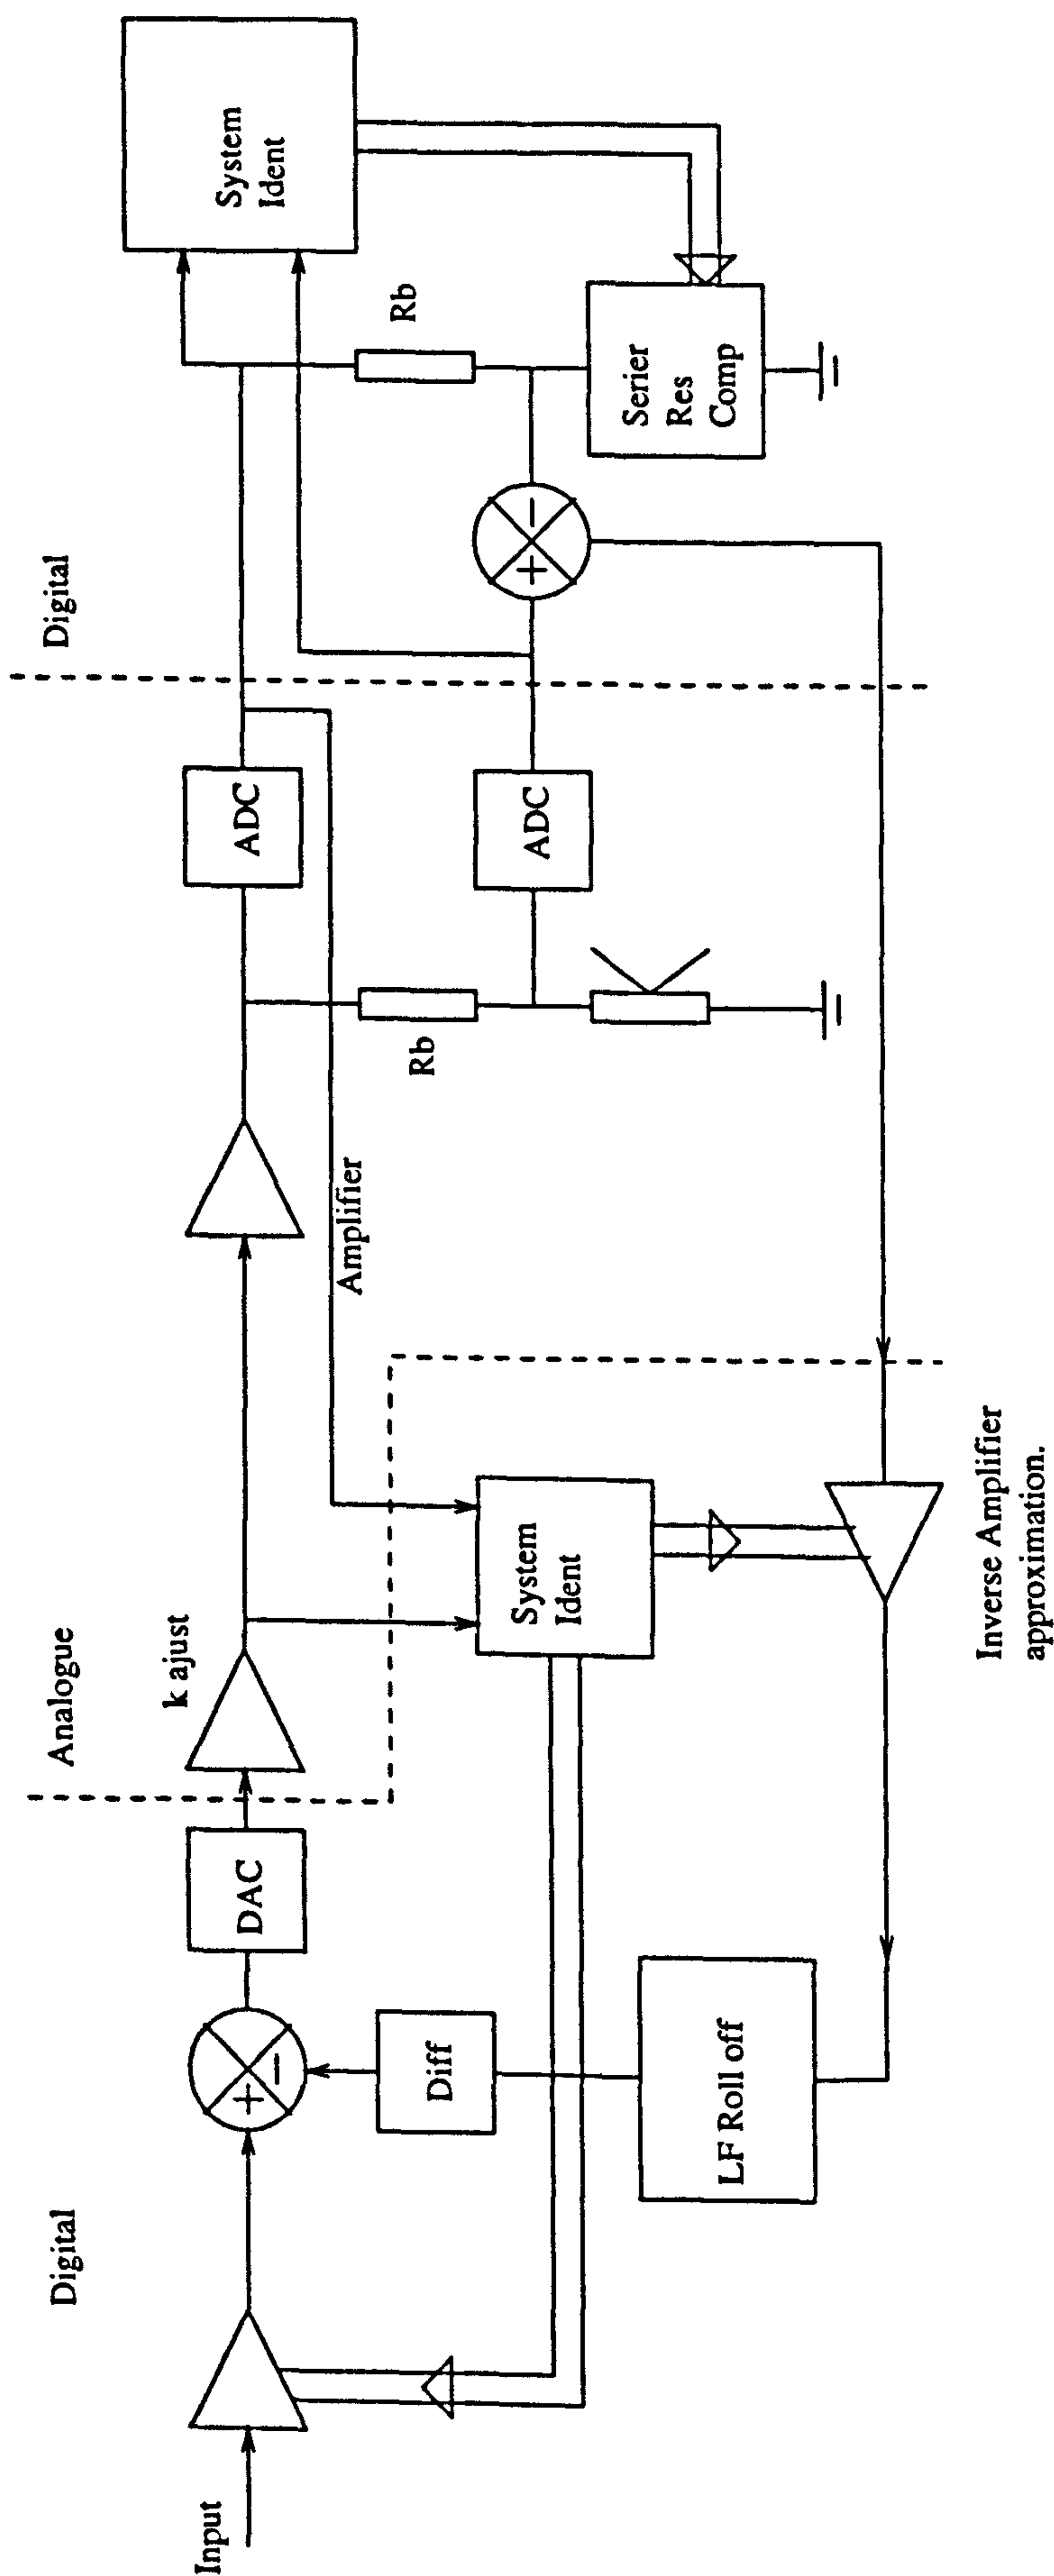 Digital
Analogue
Digital
Input
+
−
DAC
k ajust
Amplifier
ADC
Rb
ADC
+
−
Rb
System
Ident
Serier
Res
Comp
Diff
LF Roll off
System
Ident
Inverse Amplifier
approximation.